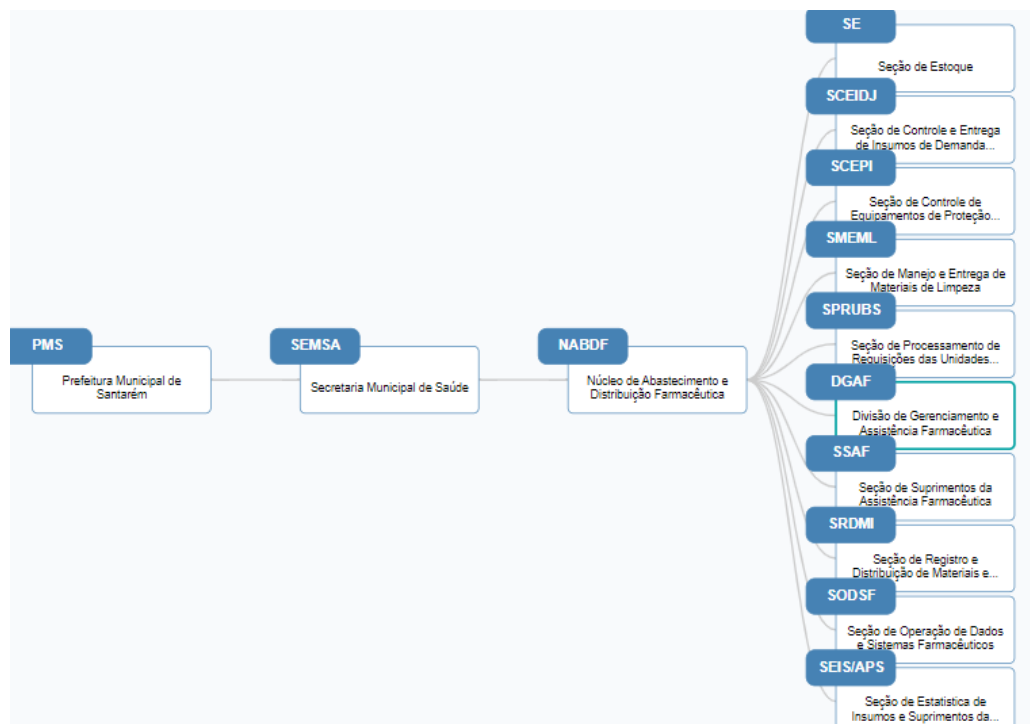 SE
Seção de Estoque
SCEIDJ
Seção de Controle e Entrega
de Insumos de Demanda...
SCEPI
Seção de Controle de
Equipamentos de Proteção...
SMEML
Seção de Manejo e Entrega de
Materiais de Limpeza
SPRUBS
Seção de Processamento de
Requisições das Unidades...
PMS
Prefeitura Municipal de
Santarém
SEMSA
Secretaria Municipal de Saúde
NABDF
Núcleo de Abastecimento e
Distribuição Farmacêutica
DGAF
Divisão de Gerenciamento e
Assistência Farmacêutica
SSAF
Seção de Suprimentos da
Assistência Farmacêutica
SRDMI
Seção de Registro e
Distribuição de Materiais e...
SODSF
Seção de Operação de Dados
e Sistemas Farmacêuticos
SEIS/APS
Seção de Estatistica de
Insumos e Suprimentos da...